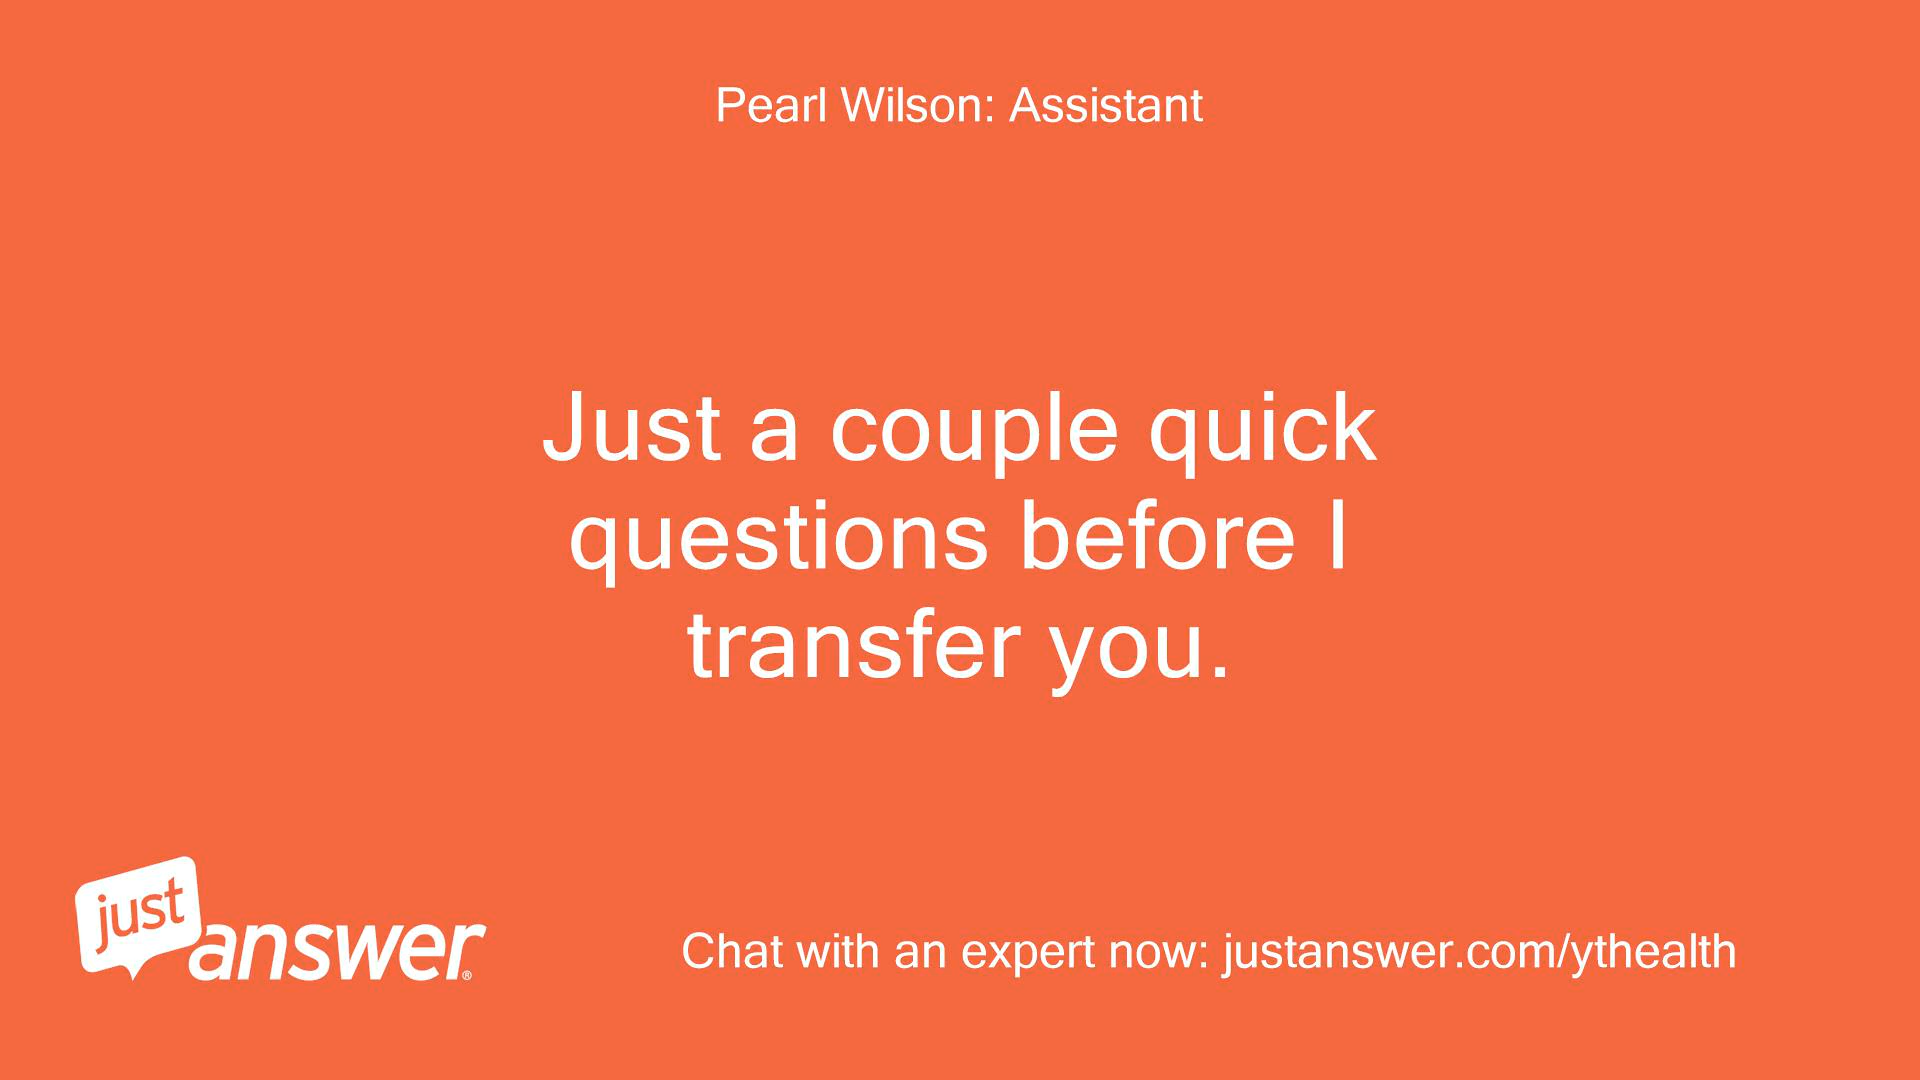 Pearl Wilson: Assistant
Just a couple quick
questions before I
transfer you.
just
answer®
Chat with an expert now: justanswer.com/ythealth